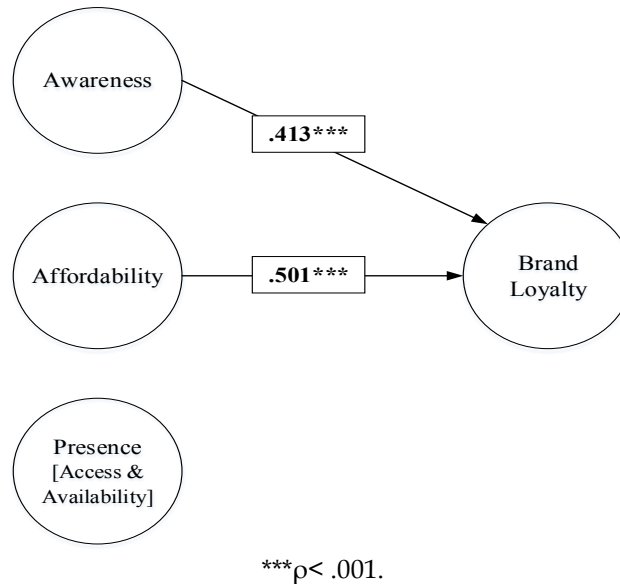 Awareness
.413***
Affordability
.501***
Brand
Loyalty
Presence
[Access &
Availability]
***ρ< .001.